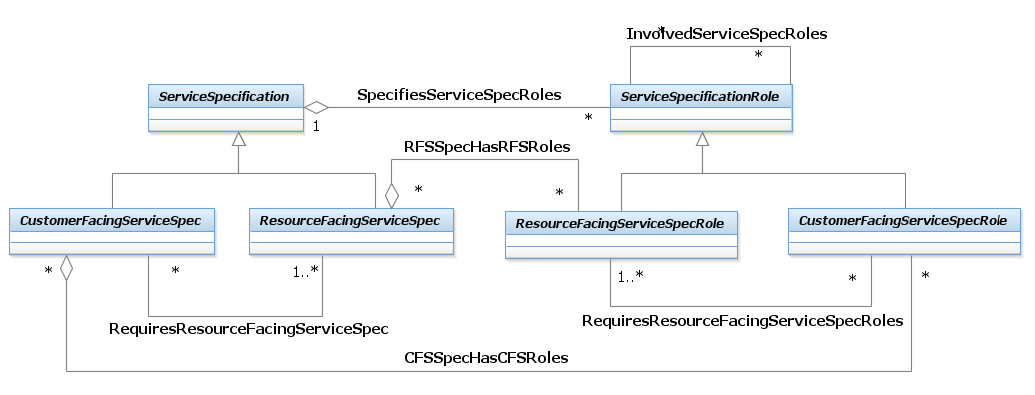 *
InvolvedServiceSpecRoles
*
ServiceSpecification
SpecifiesServiceSpecRoles
ServiceSpecificationRole
1
*
RFSSpecHasRFSRoles
*
*
CustomerFacingServiceSpec
ResourceFacingServiceSpec
ResourceFacingServiceSpecRole
CustomerFacingServiceSpecRole
*
*
1..*
1..*
*
*
RequiresResourceFacingServiceSpec
RequiresResourceFacingServiceSpecRoles
CFSSpecHasCFSRoles